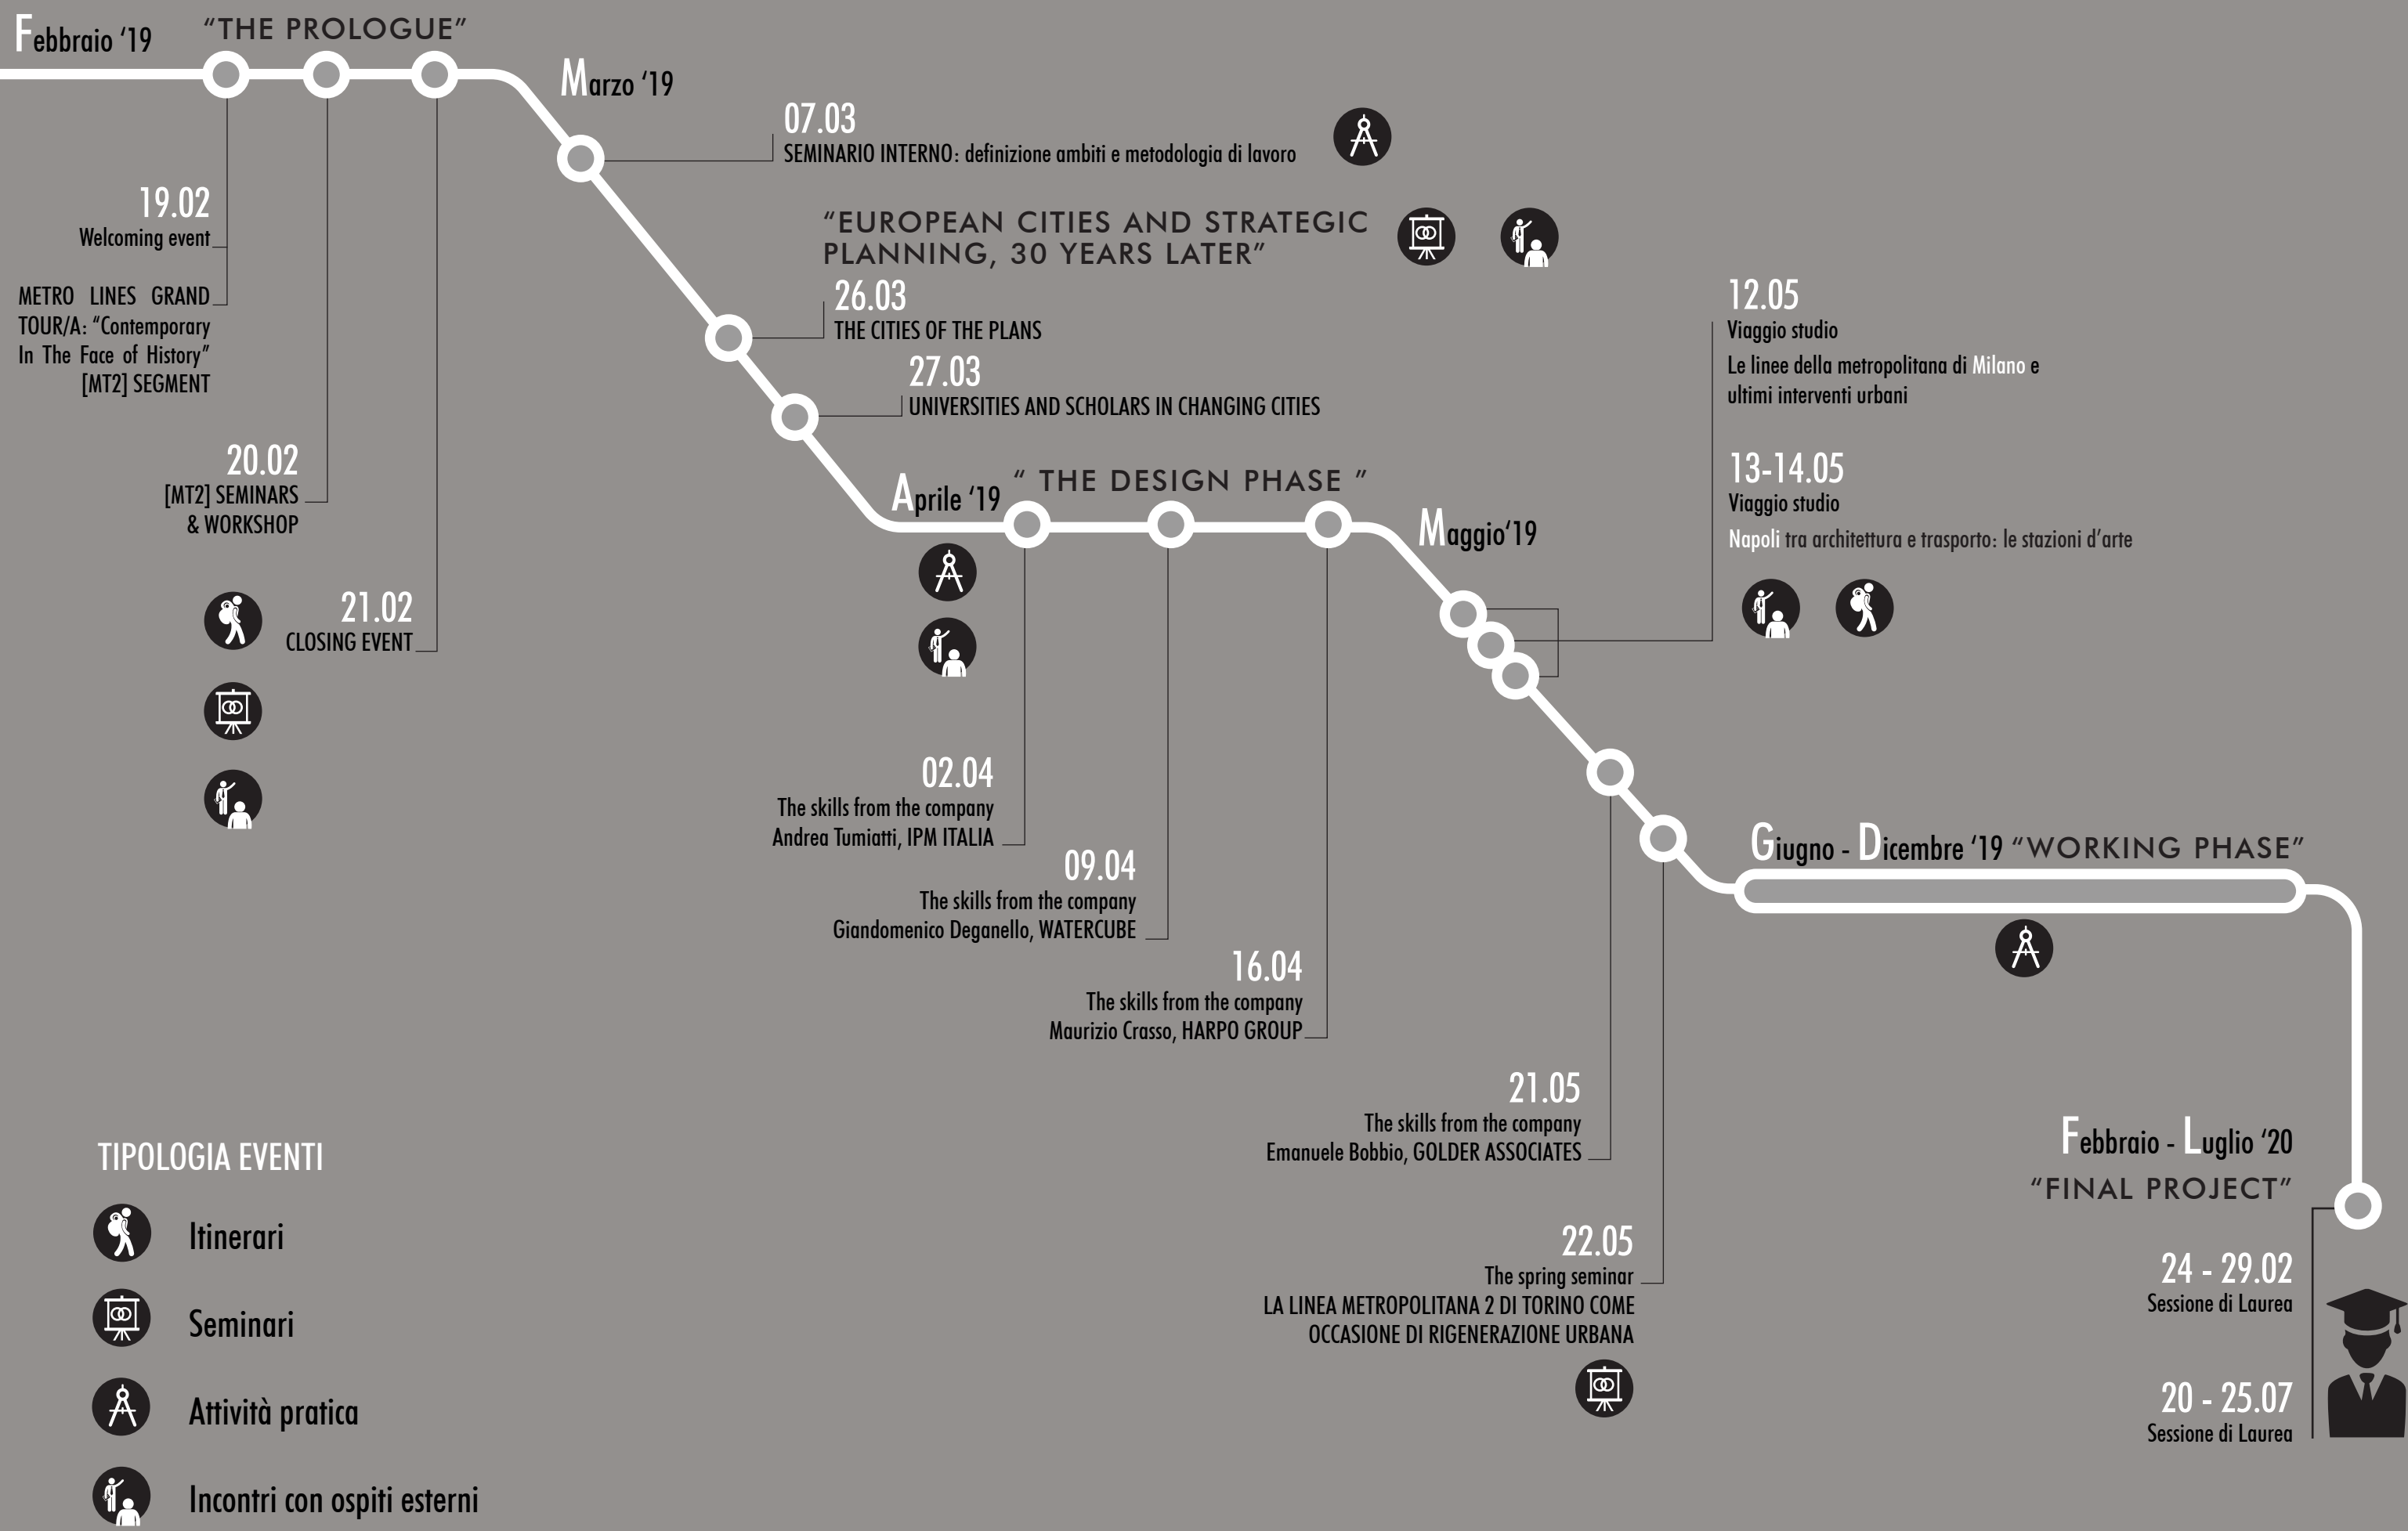 Febbraio ‘19
“THE PROLOGUE”
19.02
Welcoming event
METRO LINES GRAND
TOUR/A: “Contemporary
In The Face of History”
[MT2] SEGMENT
20.02
[MT2] SEMINARS
& WORKSHOP
21.02
CLOSING EVENT
Marzo ‘19
07.03
SEMINARIO INTERNO: definizione ambiti e metodologia di lavoro
“EUROPEAN CITIES AND STRATEGIC
PLANNING, 30 YEARS LATER”
26.03
THE CITIES OF THE PLANS
27.03
UNIVERSITIES AND SCHOLARS IN CHANGING CITIES
Aprile ‘19
“ THE DESIGN PHASE ”
02.04
The skills from the company
Andrea Tumiatti, IPM ITALIA
09.04
The skills from the company
Giandomenico Deganello, WATERCUBE
16.04
The skills from the company
Maurizio Crasso, HARPO GROUP
Maggio‘19
12.05
Viaggio studio
Le linee della metropolitana di Milano e
ultimi interventi urbani
13-14.05
Viaggio studio
Napoli tra architettura e trasporto: le stazioni d’arte
21.05
The skills from the company
Emanuele Bobbio, GOLDER ASSOCIATES
22.05
The spring seminar
LA LINEA METROPOLITANA 2 DI TORINO COME
OCCASIONE DI RIGENERAZIONE URBANA
Giugno - Dicembre ‘19 “WORKING PHASE”
Febbraio - Luglio ‘20
“FINAL PROJECT”
24 - 29.02
Sessione di Laurea
20 - 25.07
Sessione di Laurea
TIPOLOGIA EVENTI
Itinerari
Seminari
Attività pratica
Incontri con ospiti esterni